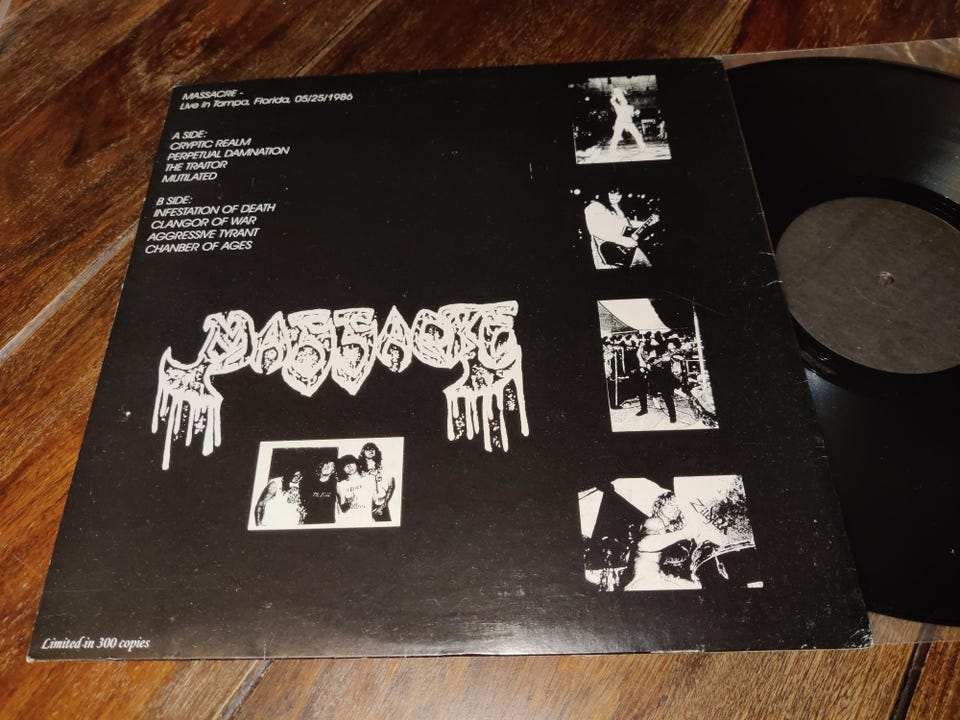 MASSACRE -
Live in Tampa, Florida, 05/25/1986
A SIDE:
CRYPTIC REALM
PERPETUAL DAMNATION
THE TRAITOR
MUTILATED
B SIDE:
INFESTATION OF DEATH
CLANGOR OF WAR
AGGRESSIVE TYRANT
CHANBER OF AGES
MASSACRE
Limited in 300 copies